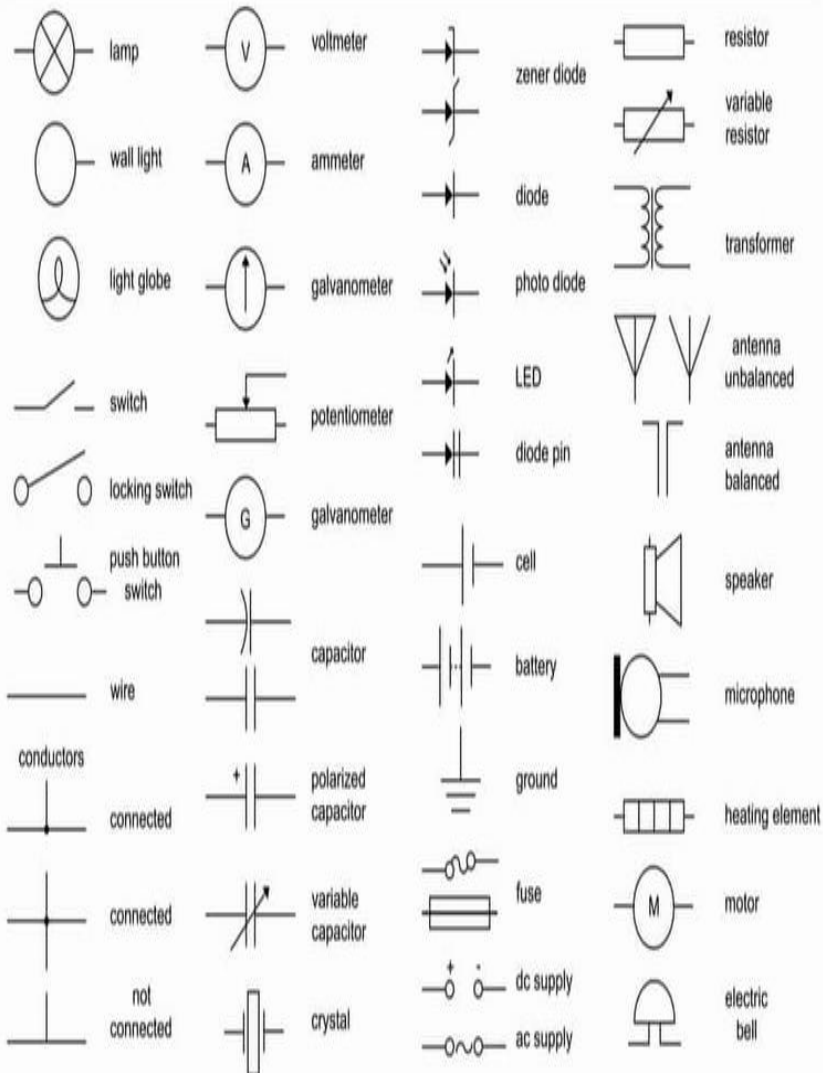 lamp
wall light
light globe
switch
locking switch
push button
switch
wire
conductors
connected
connected
not
connected
V
voltmeter
A
ammeter
galvanometer
potentiometer
G
galvanometer
capacitor
+
polarized
capacitor
variable
capacitor
crystal
zener diode
diode
photo diode
LED
diode pin
cell
battery
ground
fuse
+ -
dc supply
ac supply
resistor
variable
resistor
transformer
antenna
unbalanced
antenna
balanced
speaker
microphone
heating element
M
motor
electric
bell